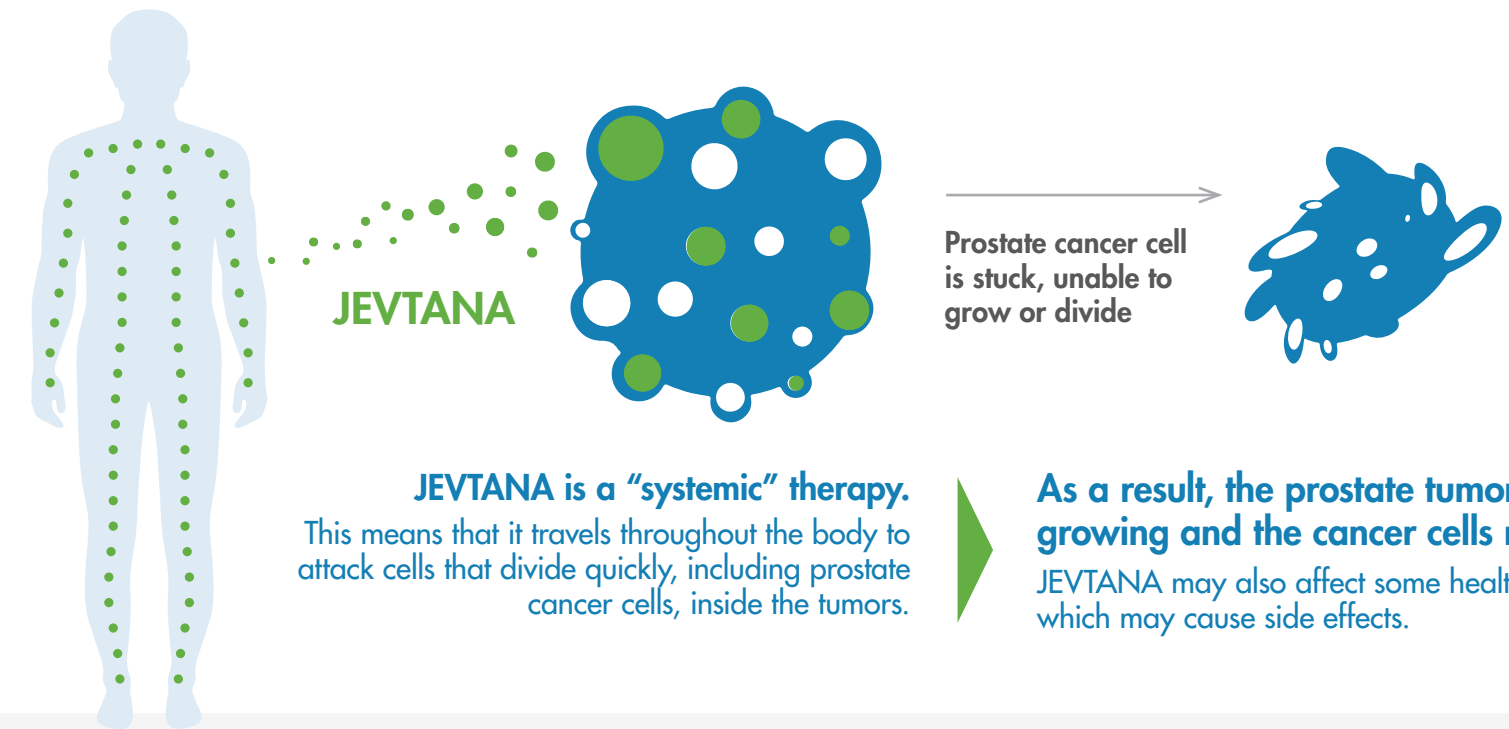 JEVTANA
Prostate cancer cell
is stuck, unable to
grow or divide
JEVTANA is a “systemic” therapy.
This means that it travels throughout the body to
attack cells that divide quickly, including prostate
cancer cells, inside the tumors.
As a result, the prostate
growing and the cancer cells
JEVTANA may also affect some
which may cause side effects.